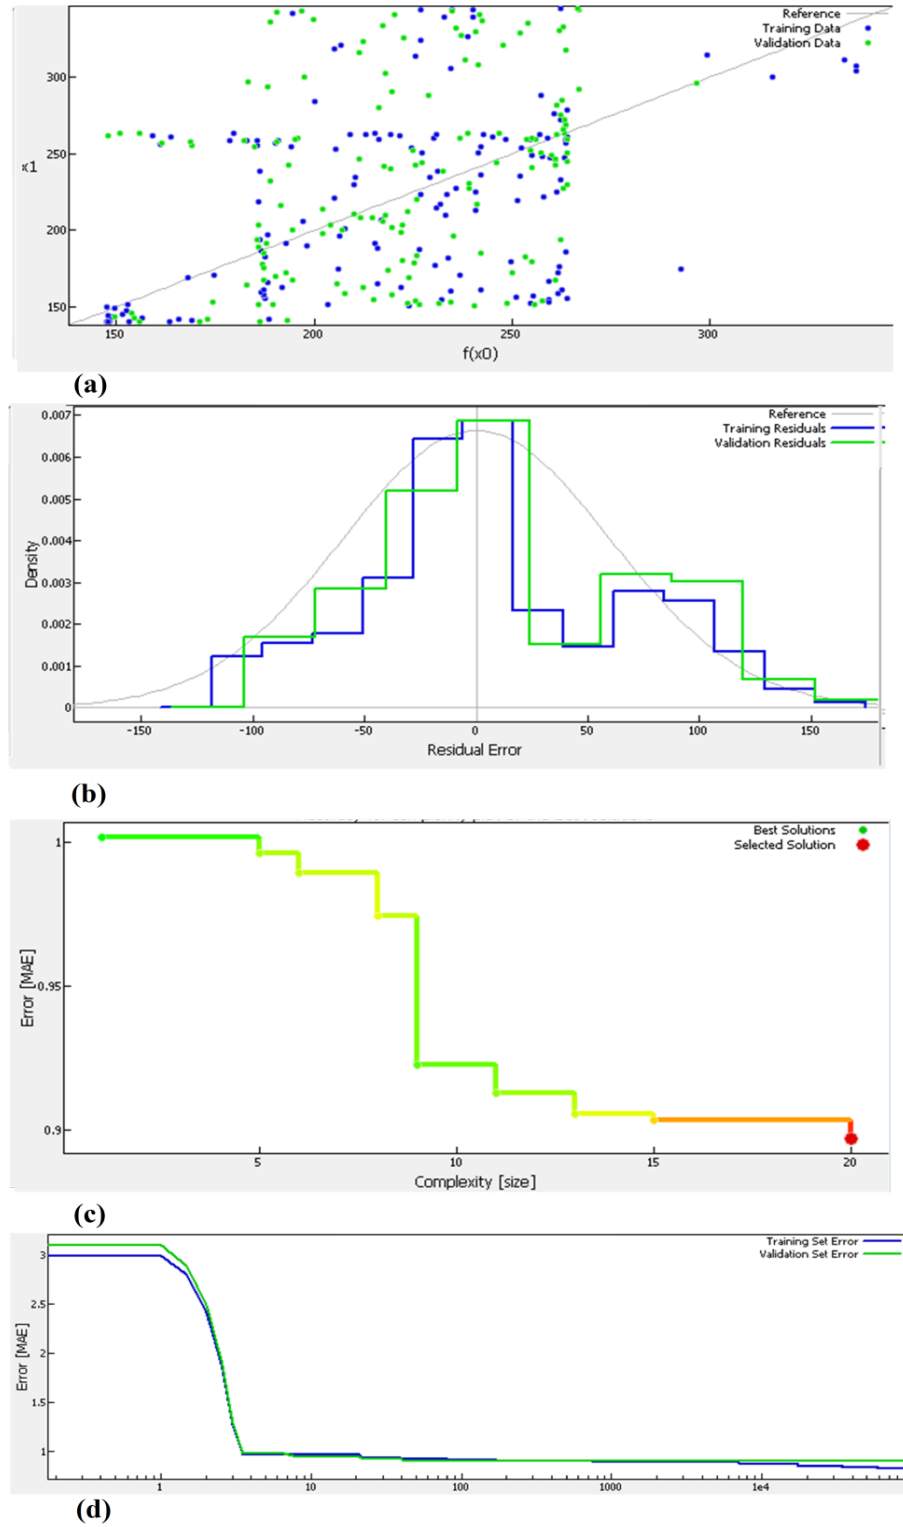 Reference
Training Data
Validation Data
300
250
200
150
x1
150 200 250 300
f(x0)
(a)
0.007
0.006
0.005
0.004
0.003
0.002
0.001
0
Density
Reference
Training Residuals
Validation Residuals
-150 -100 -50 0 50 100 150
Residual Error
(b)
Best Solutions
Selected Solution
1
0.95
0.9
Error [MAE]
5 10 15 20
Complexity [size]
(c)
Training Set Error
Validation Set Error
3
2.5
2
1.5
1
Error [MAE]
1 10 100 1000 1e4
(d)